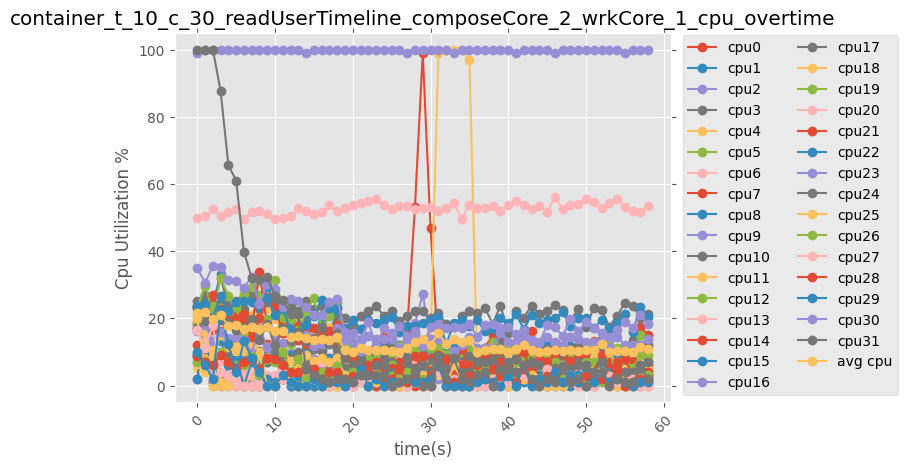 container_t_10_c_30_readUserTimeline_composeCore_2_wrkCore_1_cpu_overtime
100
80
60
40
20
0
Cpu Utilization %
0
10
20
30
40
50
60
time(s)
cpu0
cpu1
cpu2
cpu3
cpu4
cpu5
cpu6
cpu7
cpu8
cpu9
cpu10
cpu11
cpu12
cpu13
cpu14
cpu15
cpu16
cpu17
cpu18
cpu19
cpu20
cpu21
cpu22
cpu23
cpu24
cpu25
cpu26
cpu27
cpu28
cpu29
cpu30
cpu31
avg cpu